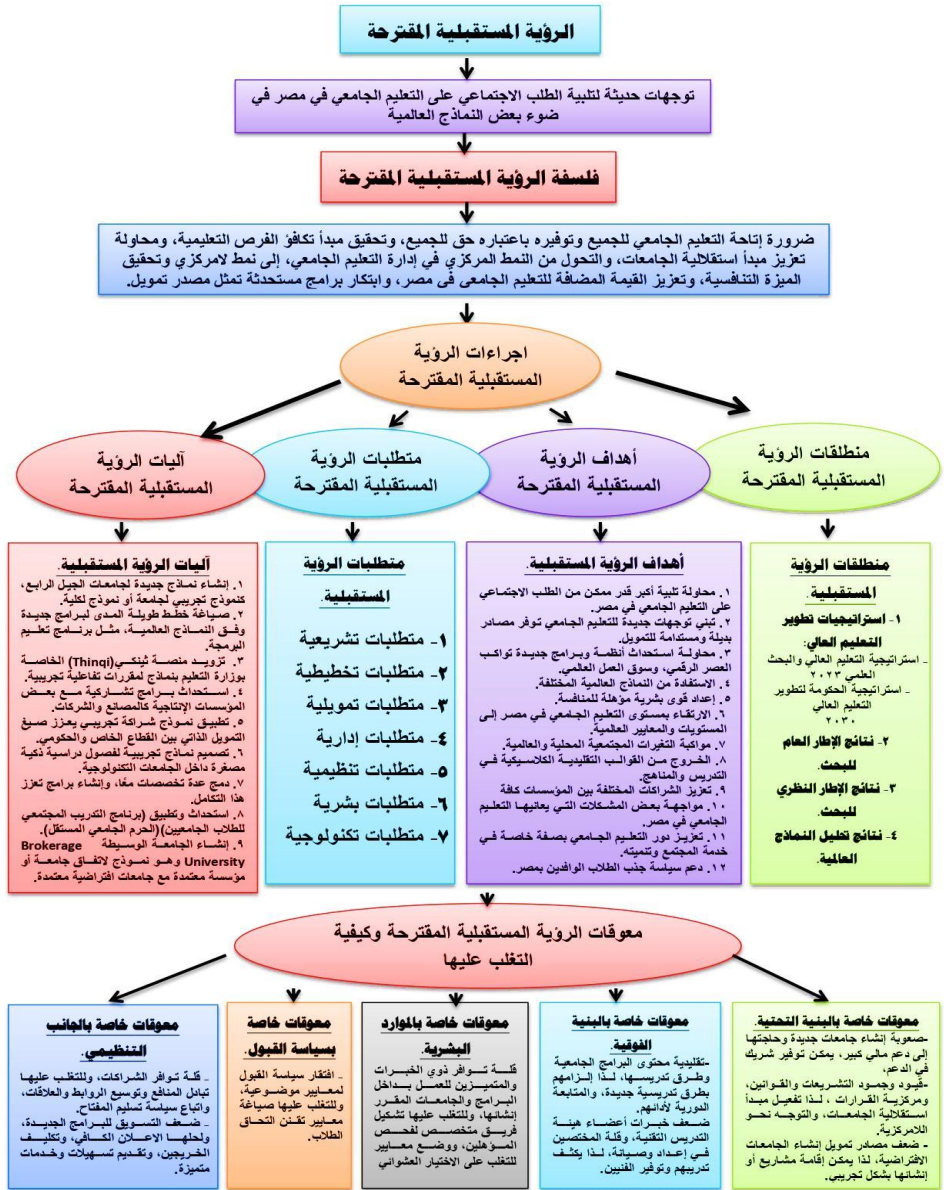 الرؤية المستقبلية المقترحة
توجهات حديثة لتلبية الطلب الاجتماعي على التعليم الجامعي في مصر في
ضوء بعض النماذج العالمية
فلسفة الرؤية المستقبلية المقترحة
ضرورة إتاحة التعليم الجامعي للجميع وتوفيره باعتباره حق للجميع، وتحقيق مبدأ تكافؤ الفرص التعليمية، ومحاولة
تعزيز مبدأ استقلالية الجامعات، والتحول من النمط المركزي في إدارة التعليم الجامعي، إلى نمط لامركزي وتحقيق
الميزة التنافسية، وتعزيز القيمة المضافة للتعليم الجامعى فى مصر، وابتكار برامج مستحدثة تمثل مصدر تمويل.
اجراءات الرؤية
المستقبلية المقترحة
منطلقات الرؤية
المستقبلية المقترحة
أهداف الرؤية
المستقبلية المقترحة
متطلبات الرؤية
المستقبلية المقترحة
آليات الرؤية
المستقبلية المقترحة
منطلقات الرؤية
المستقبلية.
١- استراتيجيات تطوير
التعليم العالي:
- استراتيجية التعليم العالي والبحث
العلمي ٢٠٢٣
- استراتيجية الحكومة لتطوير
التعليم العالي
٢٠٣٠
٢- نتائج الإطار العام
للبحث.
٣- نتائج الإطار النظري
للبحث.
٤- نتائج تحليل النماذج
العالمية.
أهداف الرؤية المستقبلية.
١. محاولة تلبية أكبر قدر ممكن من الطلب الاجتماعي
على التعليم الجامعي في مصر.
٢. تبني توجهات جديدة للتعليم الجامعي توفر مصادر
بديلة ومستدامة للتمويل.
٣. محاولة استحداث أنظمة وبرامج جديدة تواكب
العصر الرقمي، وسوق العمل العالمي.
٤. الاستفادة من النماذج العالمية المختلفة.
٥. إعداد قوى بشرية مؤهلة للمنافسة.
٦. الارتقاء بمستوى التعليم الجامعي في مصر إلى
المستويات والمعايير العالمية.
٧. مواكبة التغيرات المجتمعية المحلية والعالمية.
٨. الخروج من القوالب التقليدية الكلاسيكية في
التدريس والمناهج.
٩. تعزيز الشراكات المختلفة بين المؤسسات كافة
١٠. مواجهة بعض المشكلات التي يعانيها التعليم
الجامعي في مصر.
١١. تعزيز دور التعليم الجامعي بصفة خاصة في
خدمة المجتمع وتنميته.
١٢. دعم سياسة جذب الطلاب الوافدين بمصر.
متطلبات الرؤية
المستقبلية.
١- متطلبات تشريعية
٢- متطلبات تخطيطية
٣- متطلبات تمويلية
٤- متطلبات إدارية
٥- متطلبات تنظيمية
٦- متطلبات بشرية
٧- متطلبات تكنولوجية
آليات الرؤية المستقبلية.
١. إنشاء نماذج جديدة لجامعات الجيل الرابع،
كنموذج تجريبي لجامعة أو نموذج لكلية.
٢. صياغة خطط طويلة المدى لبرامج جديدة
وفق النماذج العالمية، مثل برنامج تعليم
البرمجة.
٣. تزويد منصة ثينكي(Thinqi) الخاصة
بوزارة التعليم بنماذج لمقررات تفاعلية تجريبية.
٤. استحداث برامج تشاركية مع بعض
المؤسسات الإنتاجية كالمصانع والشركات.
٥. تطبيق نموذج شراكة تجريبي يعزز صيغ
التمويل الذاتي بين القطاع الخاص والحكومي.
٦. تصميم نماذج تجريبية لفصول دراسية ذكية
مصغرة داخل الجامعات التكنولوجية.
٧. دمج عدة تخصصات معًا، وإنشاء برامج تعزز
هذا التكامل.
٨. استحداث وتطبيق (برنامج التدريب المجتمعي
للطلاب الجامعيين)(الحرم الجامعي المستقل).
٩. إنشاء الجامعة الوسيطة Brokerage
University وهو نموذج لاتفاق جامعة أو
مؤسسة معتمدة مع جامعات افتراضية معتمدة.
معوقات الرؤية المستقبلية المقترحة وكيفية
التغلب عليها
معوقات خاصة بالبنية التحتية.
-صعوبة إنشاء جامعات جديدة وحاجتها
إلى دعم مالي كبير، يمكن توفير شريك
في الدعم،
-قيود وجمود التشريعات والقوانين،
ومركزية القرارات ، لذا تفعيل مبدأ
استقلالية الجامعات، والتوجه نحو
اللامركزية.
- ضعف مصادر تمويل إنشاء الجامعات
الافتراضية، لذا يمكن إقامة مشاريع أو
إنشائها بشكل تجريبي.
معوقات خاصة بالبنية
الفوقية.
-تقليدية محتوى البرامج الجامعية
وطرق تدريسها، لذا إلزامهم
بطرق تدريسية جديدة، والمتابعة
الدورية لأدائهم.
ضعف خبرات أعضاء هيئة
التدريس التقنية، وقلة المختصين
في إعداد وصيانة، لذا يكثف
تدريبهم وتوفير الفنيين.
معوقات خاصة بالموارد
البشرية.
قلة توافر ذوي الخبرات
والمتميزين للعمل بداخل
البرامج والجامعات المقرر
إنشائها، وللتغلب عليها تشكيل
فريق متخصص لفحص
المؤهلين، ووضع معايير
للتغلب على الاختيار العشوائي
معوقات خاصة
بسياسة القبول.
- افتقار سياسة القبول
لمعايير موضوعية،
وللتغلب عليها صياغة
معايير تقنن التحاق
الطلاب.
معوقات خاصة بالجانب
التنظيمي.
- قلة توافر الشراكات، وللتغلب عليها
تبادل المنافع وتوسيع الروابط والعلاقات،
واتباع سياسة تسليم المفتاح.
- ضعف التسويق للبرامج الجديدة،
ولحلها الاعلان الكافي، وتكليف
الخريجين، وتقديم تسهيلات وخدمات
متميزة.